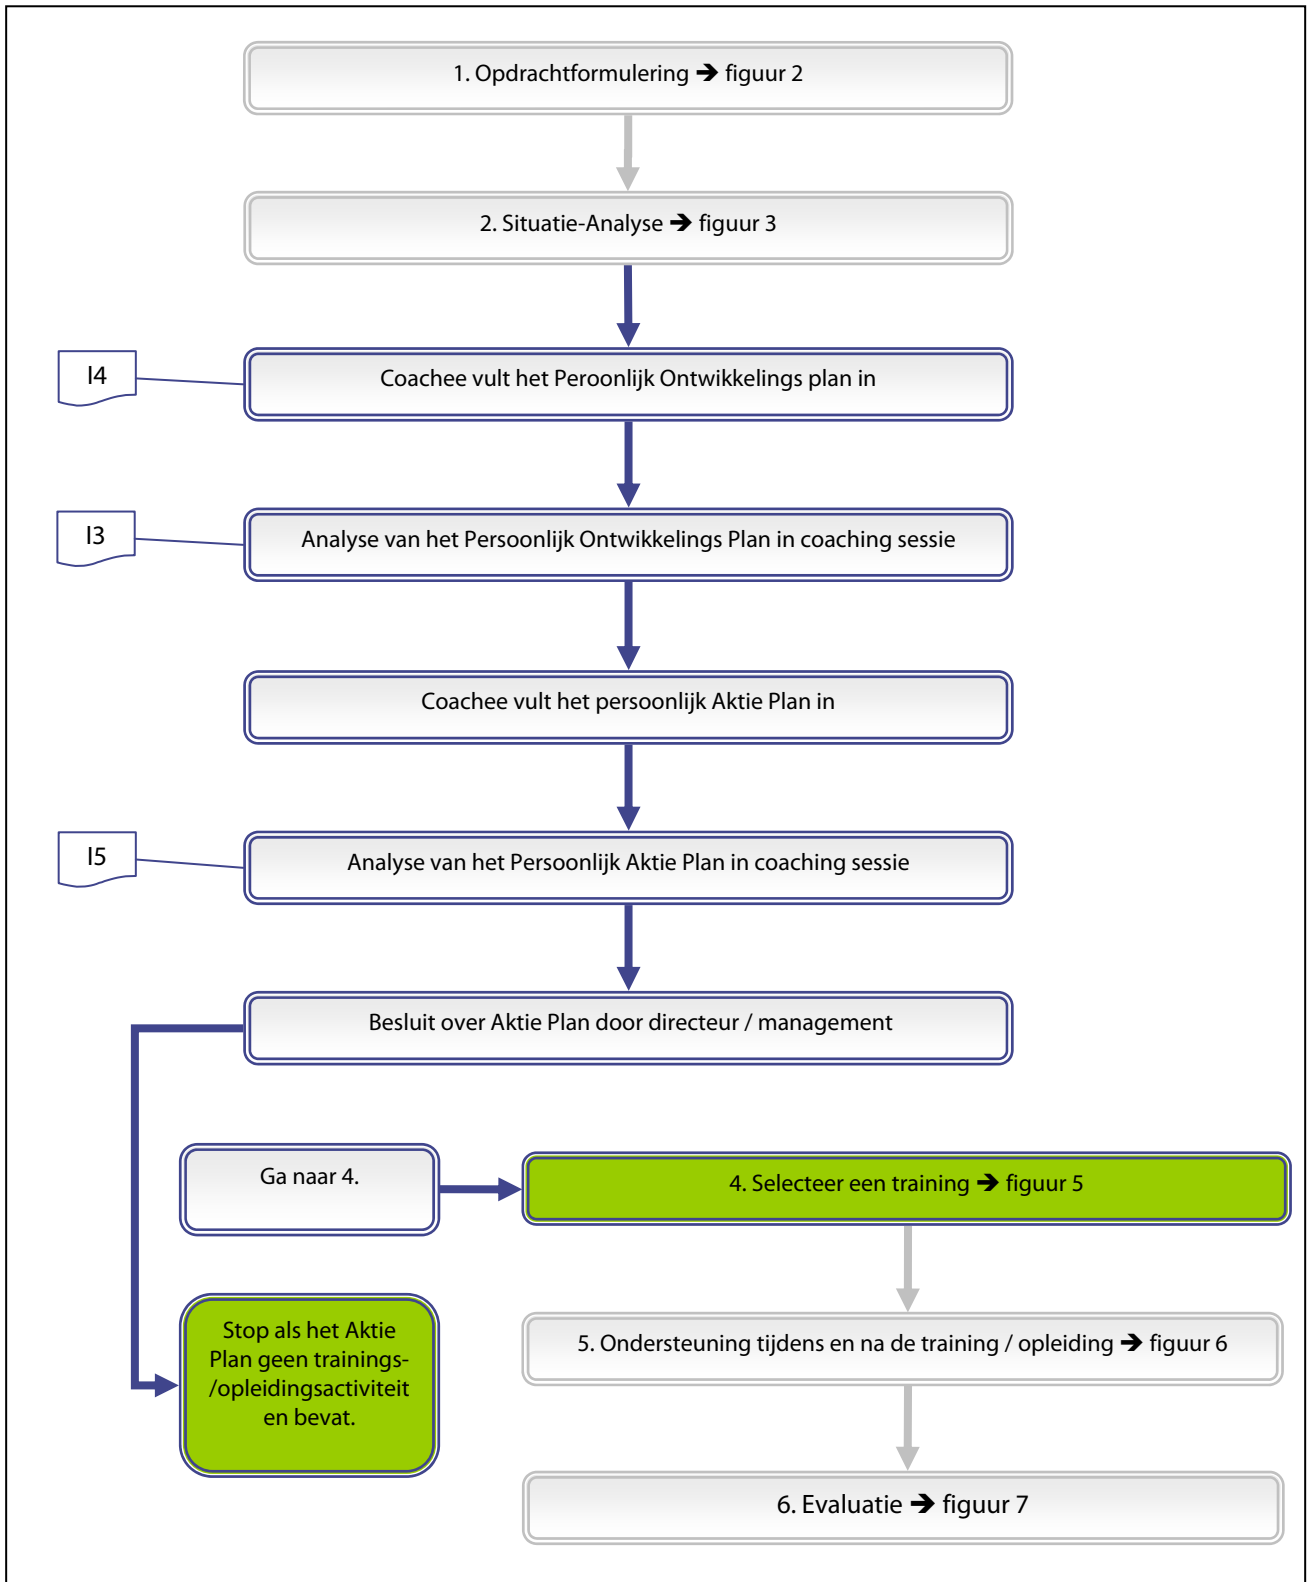 1. Opdrachtformulering ➔ figuur 2
2. Situatie-Analyse ➔ figuur 3
I4
Coachee vult het Peroonlijk Ontwikkelings plan in
I3
Analyse van het Persoonlijk Ontwikkelings Plan in coaching sessie
Coachee vult het persoonlijk Aktie Plan in
I5
Analyse van het Persoonlijk Aktie Plan in coaching sessie
Besluit over Aktie Plan door directeur / management
Ga naar 4.
4. Selecteer een training ➔ figuur 5
Stop als het Aktie
Plan geen trainings-
/opleidingsactiviteit
en bevat.
5. Ondersteuning tijdens en na de training / opleiding ➔ figuur 6
6. Evaluatie ➔ figuur 7